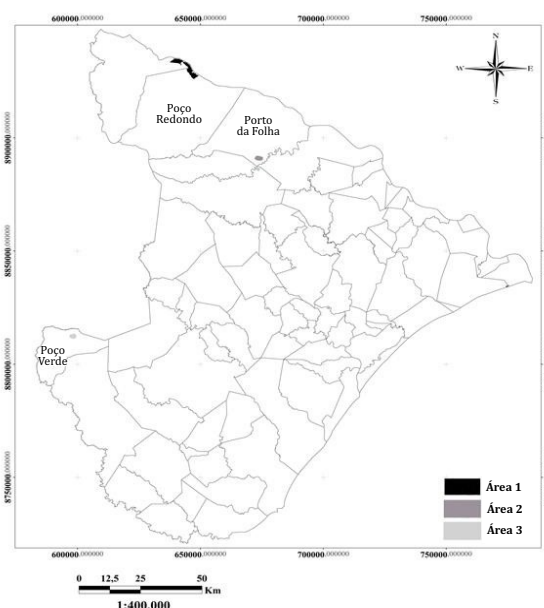 600000,000000 650000,000000 700000,000000 750000,000000
N
W E
S
Poço
Redondo
Porto
da Folha
8900000,000000
8850000,000000
Poço
Verde
8800000,000000
8750000,000000
Área 1
Área 2
Área 3
600000,000000 650000,000000 700000,000000 750000,000000
0 12,5 25 50
Km
1:400.000